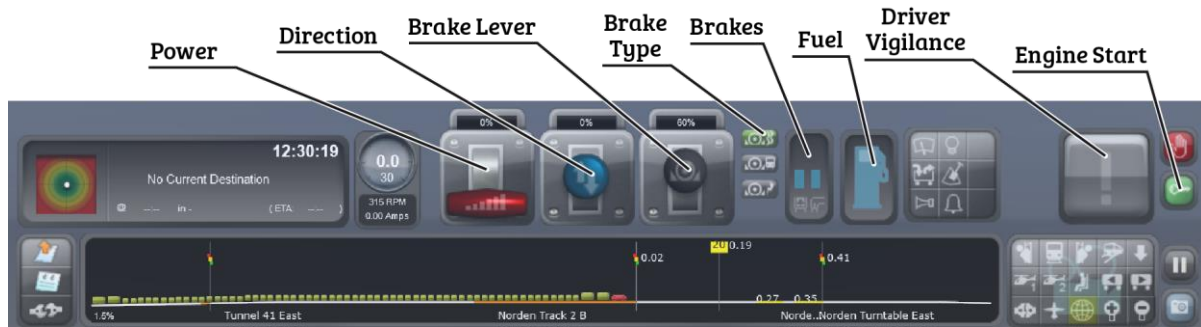 Power
Direction
Brake Lever
Brake
Type
Brakes
Fuel
Driver
Vigilance
Engine Start
12:30:19
No Current Destination
in -
(ETA:
)
0.0
30
315 RPM
0.00 Amps
0%
0%
60%
20 0.19
0.02
0.41
0.27
0.35
1.5%
Tunnel 41 East
Norden Track 2 B
Norde..Norden Turntable East
1
2